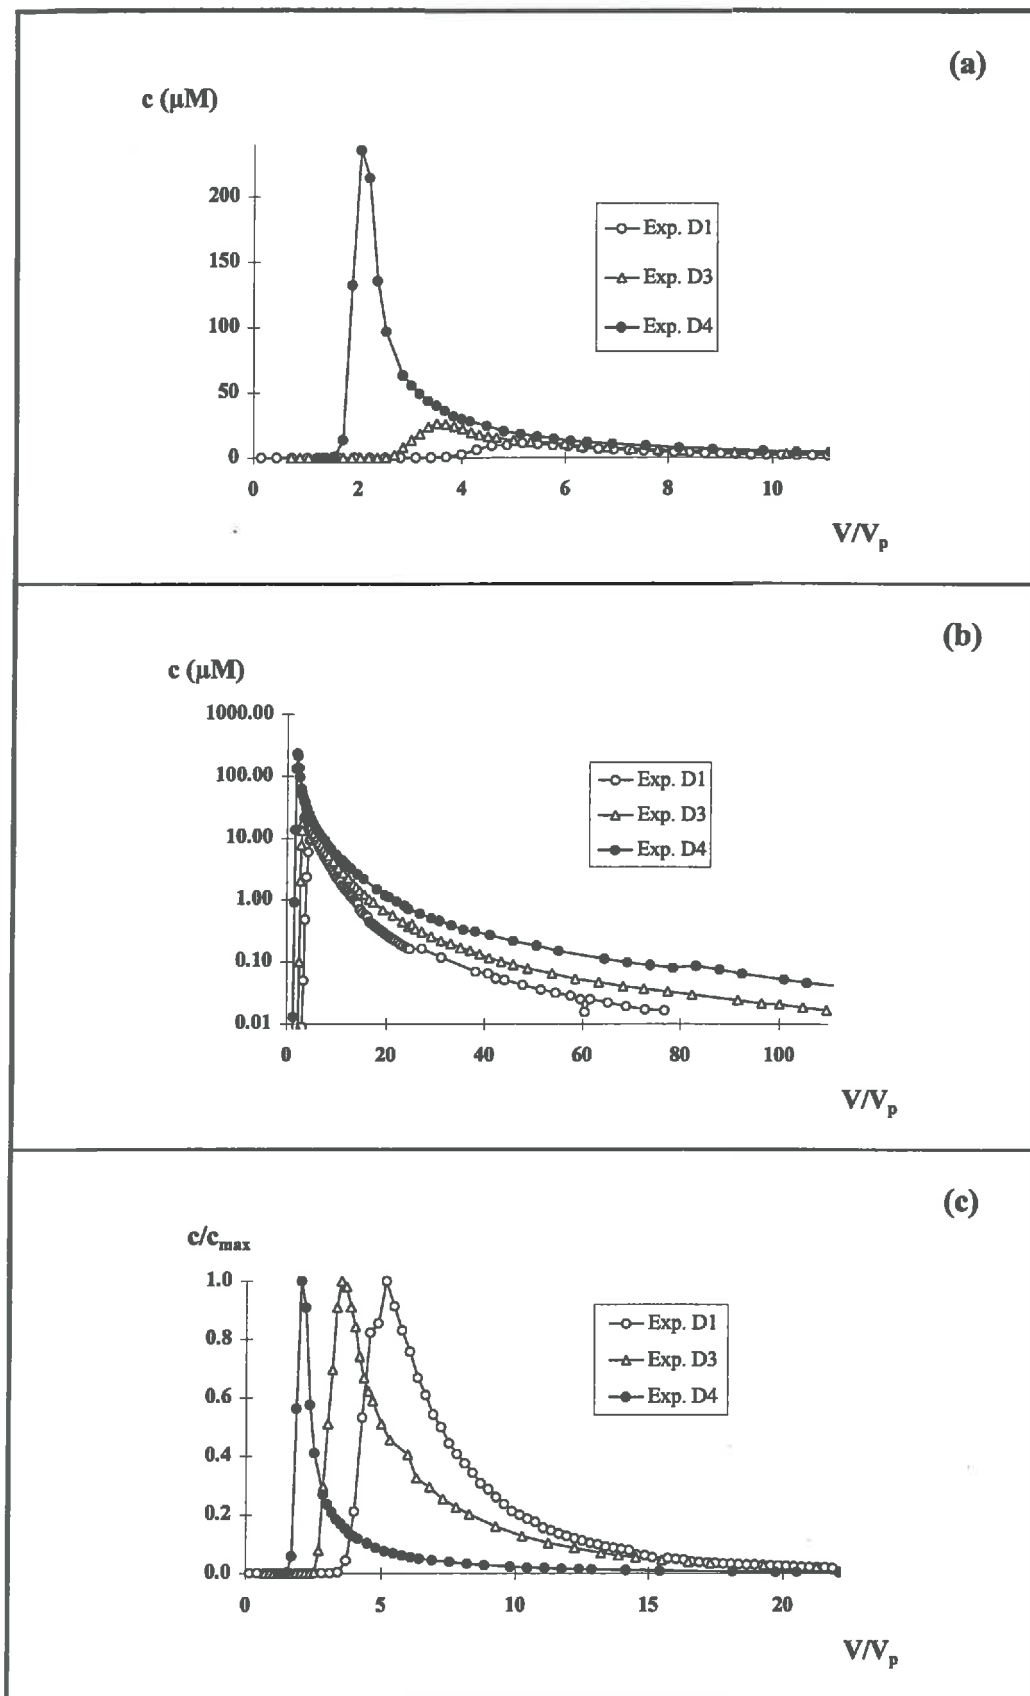 (a)
c (μM)
200
150
100
50
0
0 2 4 6 8 10
V/Vp
Exp. D1
Exp. D3
Exp. D4
(b)
c (μM)
1000.00
100.00
10.00
1.00
0.10
0.01
0 20 40 60 80 100
V/Vp
Exp. D1
Exp. D3
Exp. D4
(c)
c/cmax
1.0
0.8
0.6
0.4
0.2
0.0
0 5 10 15 20
V/Vp
Exp. D1
Exp. D3
Exp. D4